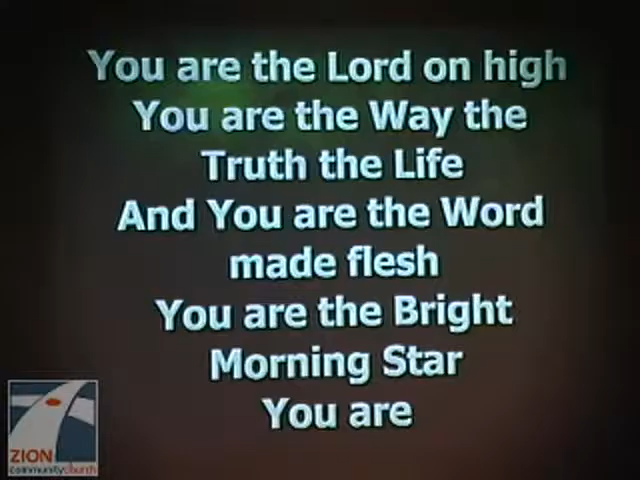 You are the Lord on high
You are the Way the
Truth the Life
And You are the Word
made flesh
You are the Bright
Morning Star
You are
ZION
communitychurch